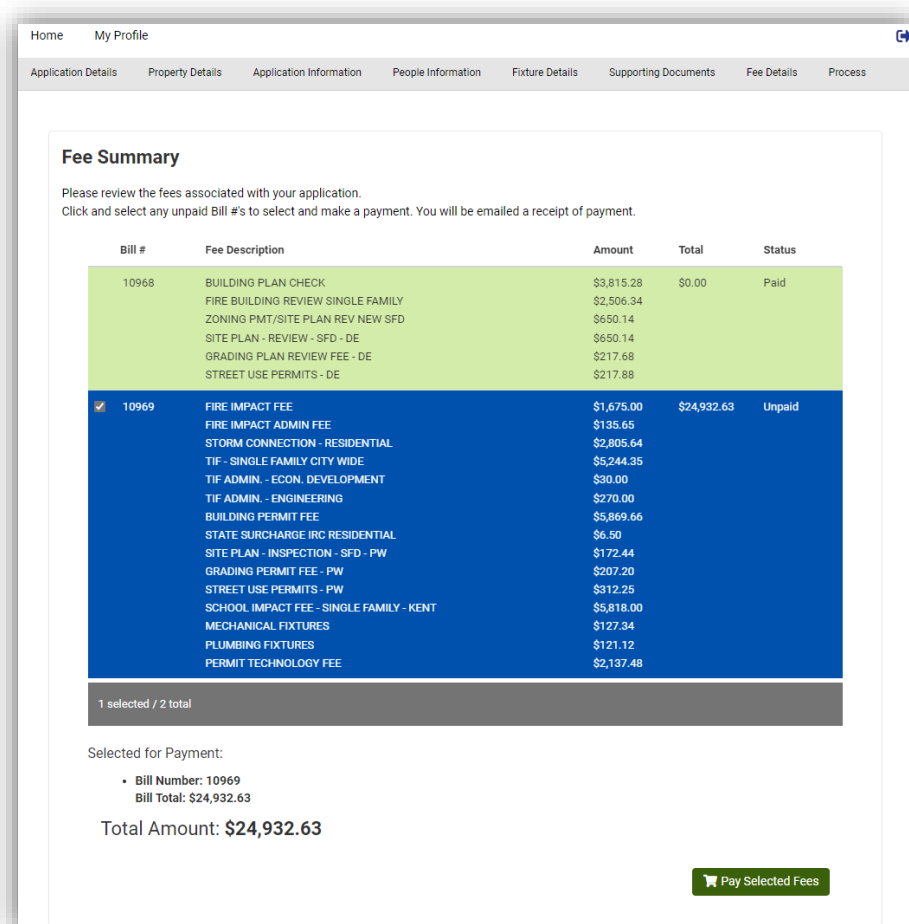 Home My Profile
Application Details Property Details Application Information People Information Fixture Details Supporting Documents Fee Details Process
Fee Summary
Please review the fees associated with your application.
Click and select any unpaid Bill #'s to select and make a payment. You will be emailed a receipt of payment.
Bill # Fee Description Amount Total Status
10968 BUILDING PLAN CHECK $3,815.28 $0.00 Paid
FIRE BUILDING REVIEW SINGLE FAMILY $2,506.34
ZONING PMT/SITE PLAN REV NEW SFD $650.14
SITE PLAN - REVIEW - SFD - DE $650.14
GRADING PLAN REVIEW FEE - DE $217.68
STREET USE PERMITS - DE $217.88
10969 FIRE IMPACT FEE $1,675.00 $24,932.63 Unpaid
FIRE IMPACT ADMIN FEE $135.65
STORM CONNECTION - RESIDENTIAL $2,805.64
TIF - SINGLE FAMILY CITY WIDE $5,244.35
TIF ADMIN. - ECON. DEVELOPMENT $30.00
TIF ADMIN. - ENGINEERING $270.00
BUILDING PERMIT FEE $5,869.66
STATE SURCHARGE IRC RESIDENTIAL $6.50
SITE PLAN - INSPECTION - SFD - PW $172.44
GRADING PERMIT FEE - PW $207.20
STREET USE PERMITS - PW $312.25
SCHOOL IMPACT FEE - SINGLE FAMILY - KENT $5,818.00
MECHANICAL FIXTURES $127.34
PLUMBING FIXTURES $121.12
PERMIT TECHNOLOGY FEE $2,137.48
1 selected / 2 total
Selected for Payment:
• Bill Number: 10969
Bill Total: $24,932.63
Total Amount: $24,932.63
Pay Selected Fees